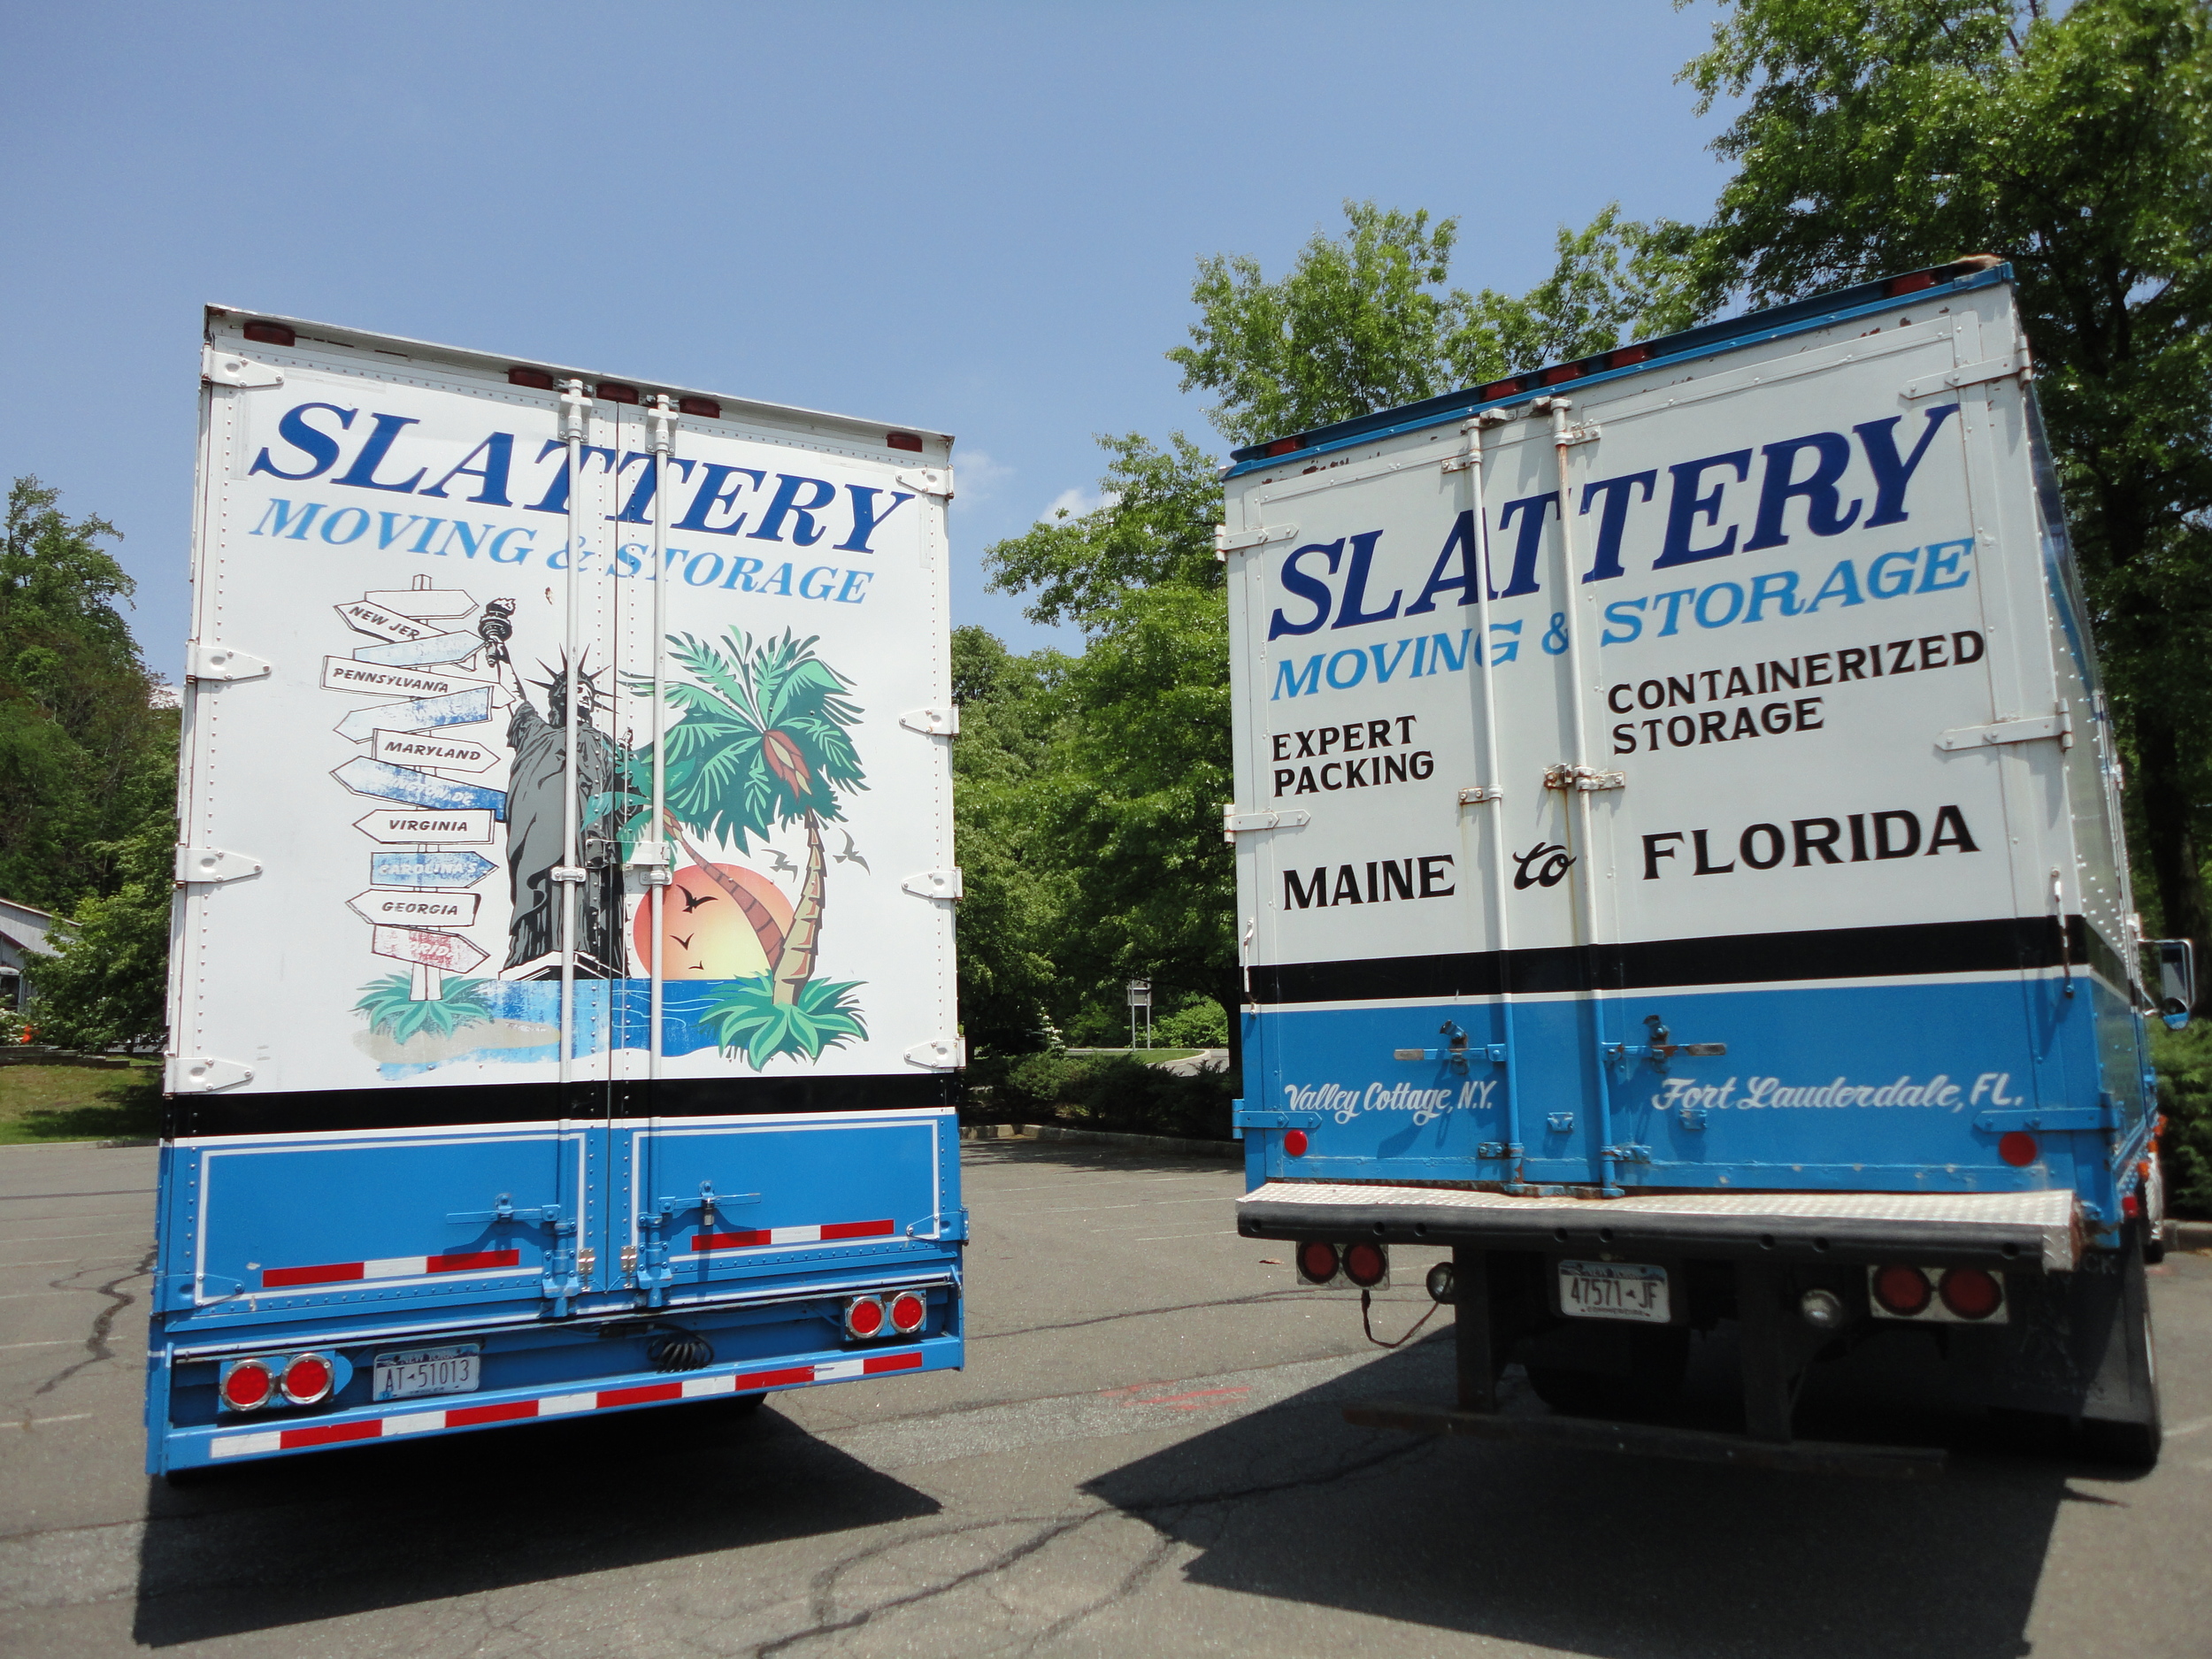 SLATTERY
MOVING & STORAGE
NEW JER
PENNSYLVANIA
MARYLAND
VIRGINIA
CAROLINA'S
GEORGIA
AT 51013
SLATTERY
MOVING & STORAGE
EXPERT
PACKING
CONTAINERIZED
STORAGE
MAINE to FLORIDA
Valley Cottage, N.Y. Fort Lauderdale, FL.
47571 JF